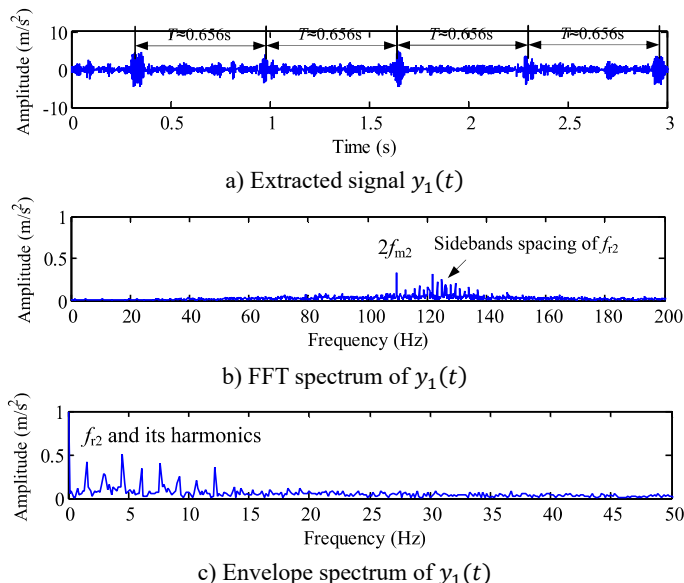 10
0
-10
Amplitude (m/s²)
T≈0.656s T≈0.656s T≈0.656s T≈0.656s
0 0.5 1 1.5 2 2.5 3
Time (s)
a) Extracted signal y₁(t)
1
0.5
0
Amplitude (m/s²)
2fm2
Sidebands spacing of fr2
0 20 40 60 80 100 120 140 160 180 200
Frequency (Hz)
b) FFT spectrum of y₁(t)
1
0.5
0
Amplitude (m/s²)
fr2 and its harmonics
0 5 10 15 20 25 30 35 40 45 50
Frequency (Hz)
c) Envelope spectrum of y₁(t)